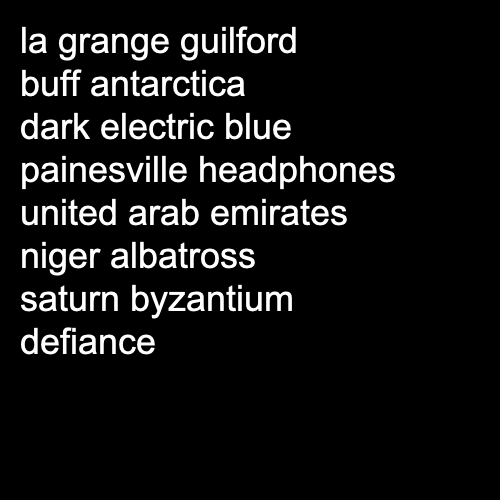 la grange guilford
buff antarctica
dark electric blue
painesville headphones
united arab emirates
niger albatross
saturn byzantium
defiance